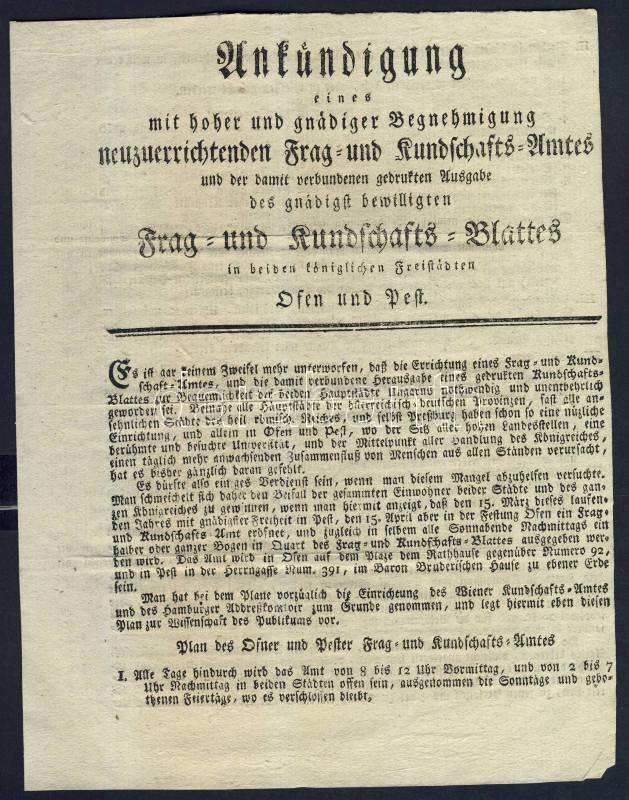 Ankündigung
eines
mit hoher und gnädiger Begnehmigung
neuzuerrichtenden Frag-und Kundschafts-Amtes
und der damit verbundenen gedrukten Ausgabe
des gnädigst bewilligten
Frag-und Kundschafts-Blattes
in beiden königlichen Freistädten
Ofen und Pest.
Es ist gar keinem Zweifel mehr unterworfen, daß die Errichtung eines Frag-und Kund-
schaft-Amtes, und die damit verbundene Herausgabe eines gedrukten Kundschafts-
Blattes zur Bequemlichkeit der beiden Hauptstädte Ungarns nothwendig und unentbehrlich
geworden sei. Beinahe alle Hauptstädte der österreichisch deutschen Provinzen, fast alle an-
sehnlichen Städte des heil. römisch. Reiches, und selbst Preßburg haben schon so eine nüzliche
Einrichtung, und allein in Ofen und Pest, wo der Sitz aller hohen Landesstellen, eine
berühmte und besuchte Universität, und der Mittelpunkt aller Handlung des Königreiches,
einen täglich mehr anwachsenden Zusammenfluß von Menschen aus allen Ständen verursacht,
hat es bisher gänzlich daran gefehlt.
Es dürfte also einges Verdienst sein, wenn man diesem Mangel abzuhelfen versuchte.
Man schmeichelt sich daher den Beifall der gesammten Einwohner beider Städte und des gan-
zen Königreiches zu gewinnen, wenn man hiermit anzeigt, daß den 15. März dieses laufen-
den Jahres mit gnädigster Freiheit in Pest, den 15. April aber in der Festung Ofen ein Frag-
und Kundschafts-Amt eröfnet, und zugleich in selbem alle Sonnabende Nachmittags ein
halber oder ganzer Bogen in Quart des Frag-und Kundschafts-Blattes ausgegeben wer-
den wird. Das Amt wird in Ofen auf dem Plaze dem Rathhause gegenüber Numero 92,
und in Pest in der Herrngasse Num. 391, im Baron Bruderischen Hause zu ebener Erde
sein.
Man hat bei dem Plane vorzüglich die Einrichtung des Wiener Kundschafts-Amtes
und des Hamburger Addreßkomtoir zum Grunde genommen, und legt hiermit eben diesen
Plan zur Wissenschaft des Publikums vor.
Plan des Ofner und Pester Frag-und Kundschafts-Amtes
1. Alle Tage hindurch wird das Amt von 8 bis 12 Uhr Vormittag, und von 2 bis 7
Uhr Nachmittag in beiden Städten offen sein, ausgenommen die Sonntäge und gebo-
thenen Feiertäge, wo es verschlossen bleibt,